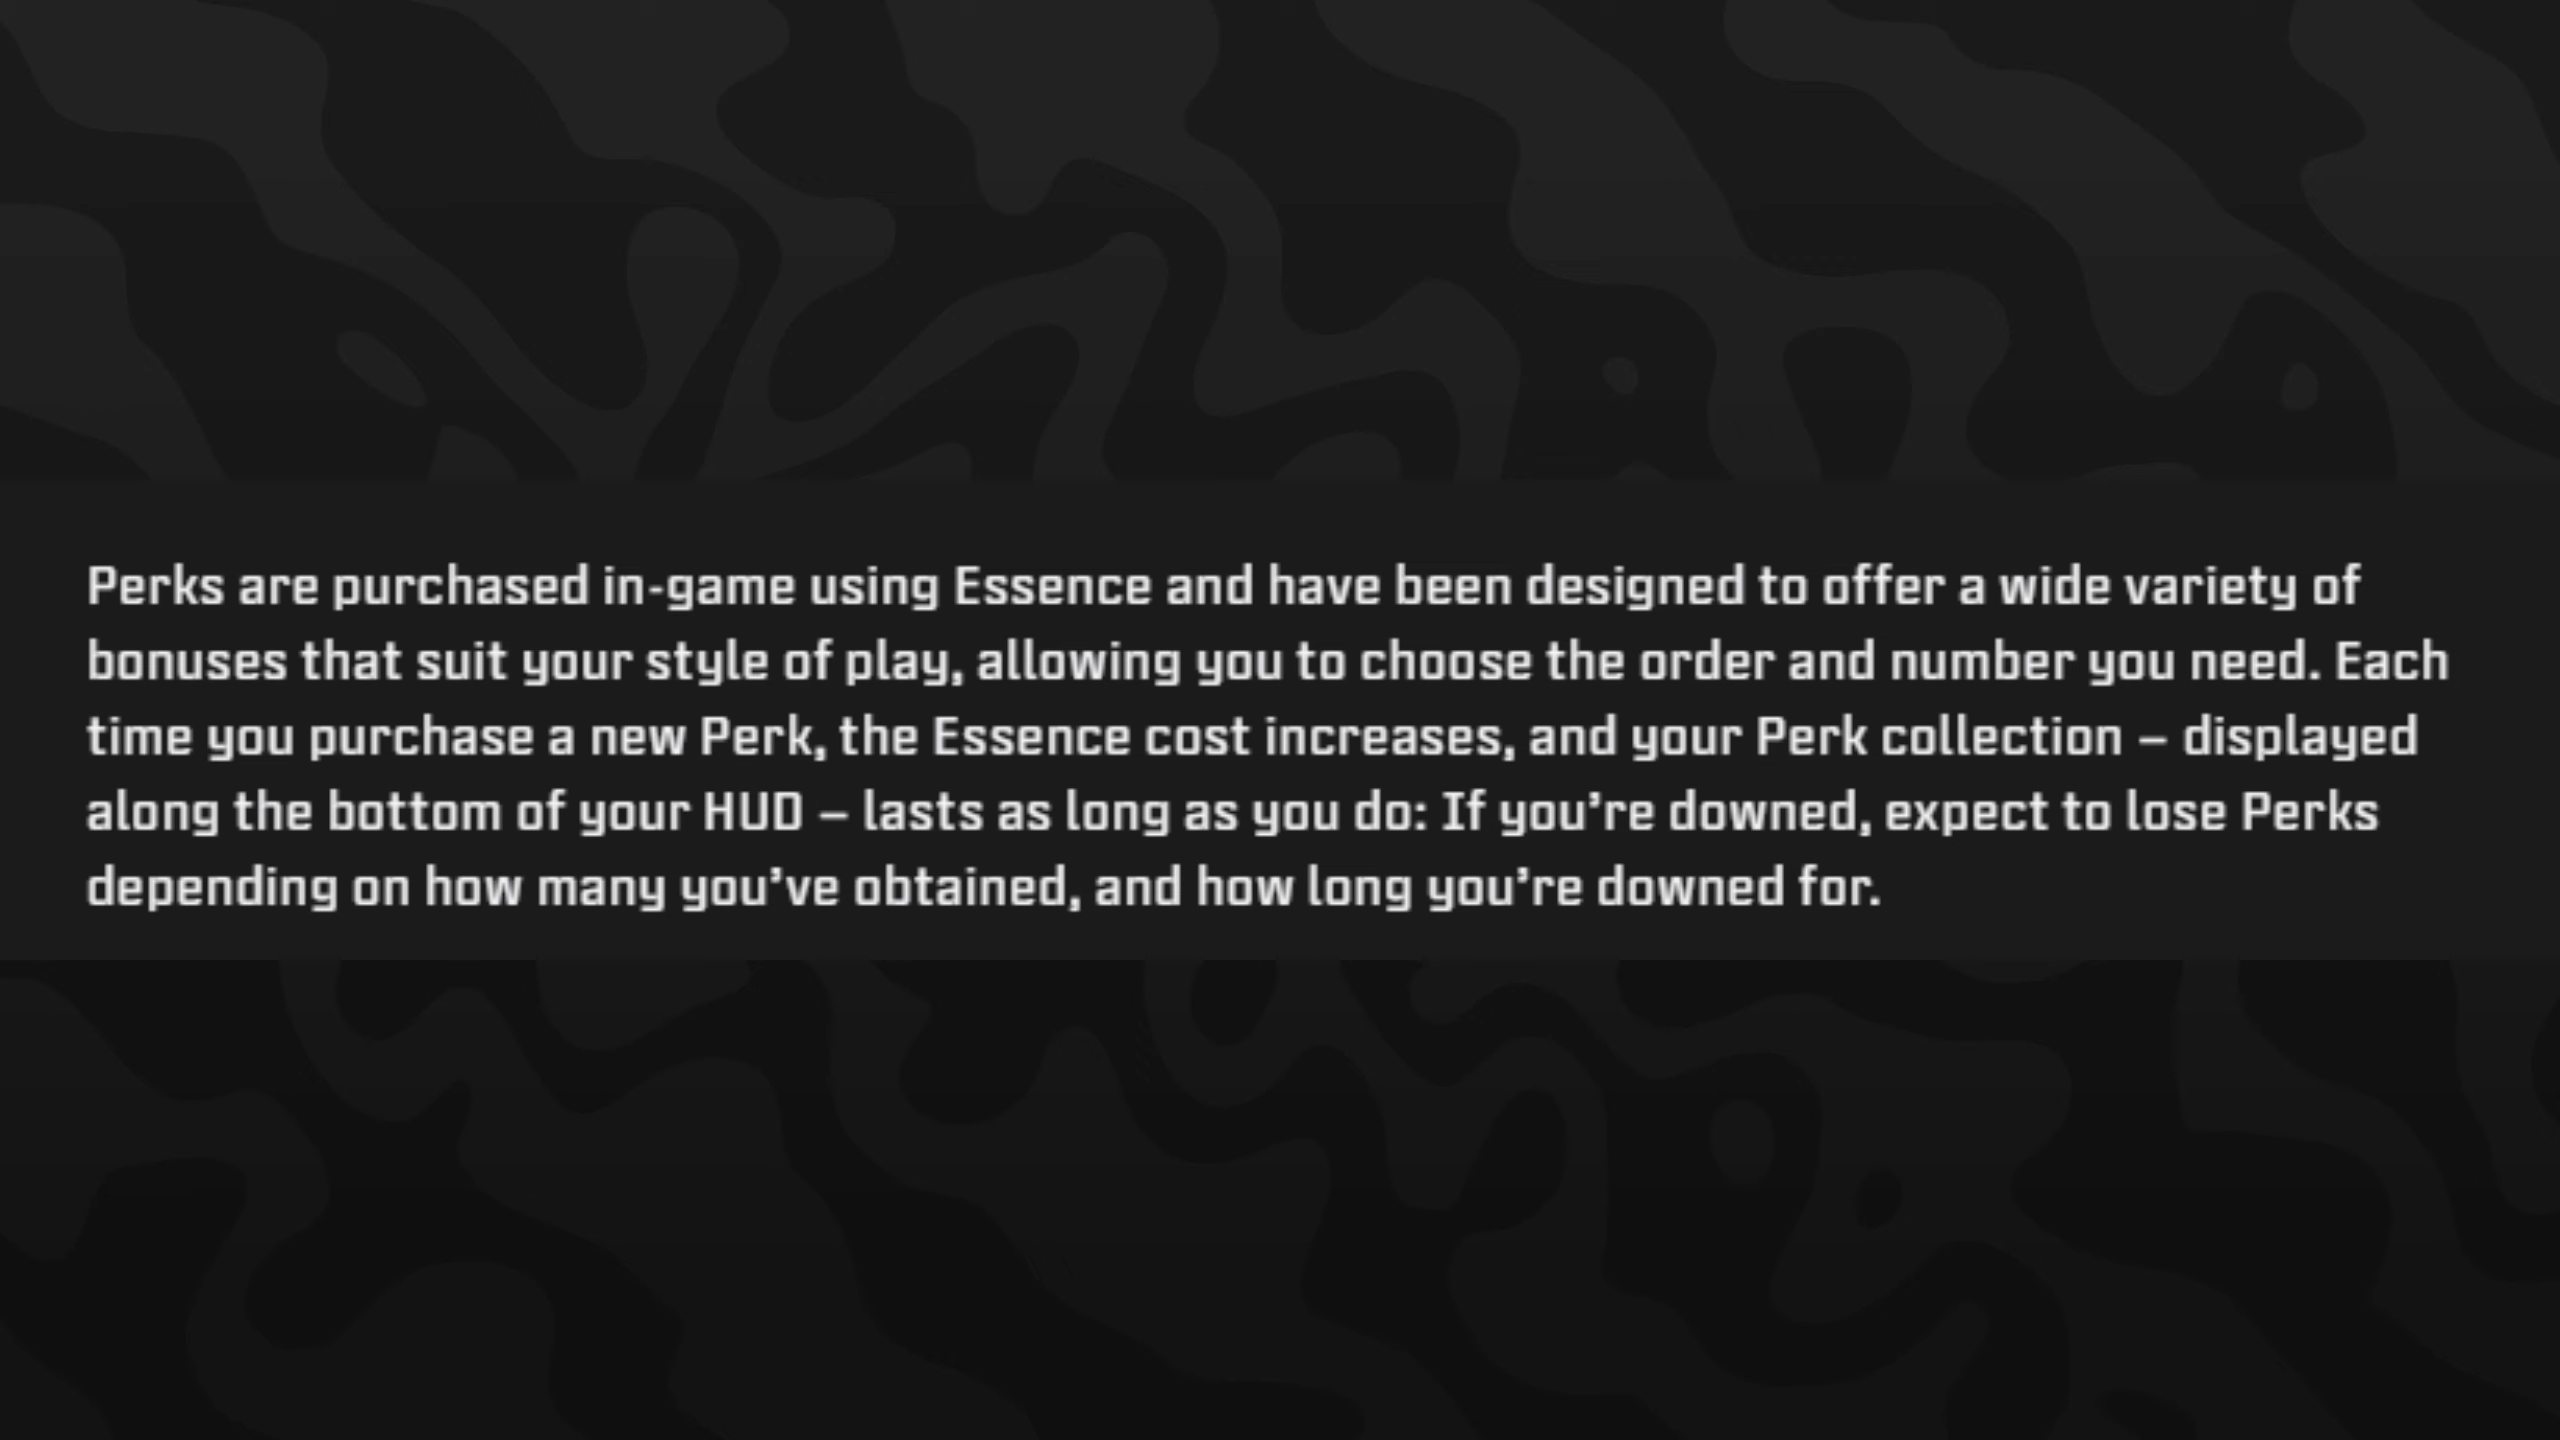 Perks are purchased in-game using Essence and have been designed to offer a wide variety of
bonuses that suit your style of play, allowing you to choose the order and number you need. Each
time you purchase a new Perk, the Essence cost increases, and your Perk collection – displayed
along the bottom of your HUD – lasts as long as you do: If you’re downed, expect to lose Perks
depending on how many you’ve obtained, and how long you’re downed for.